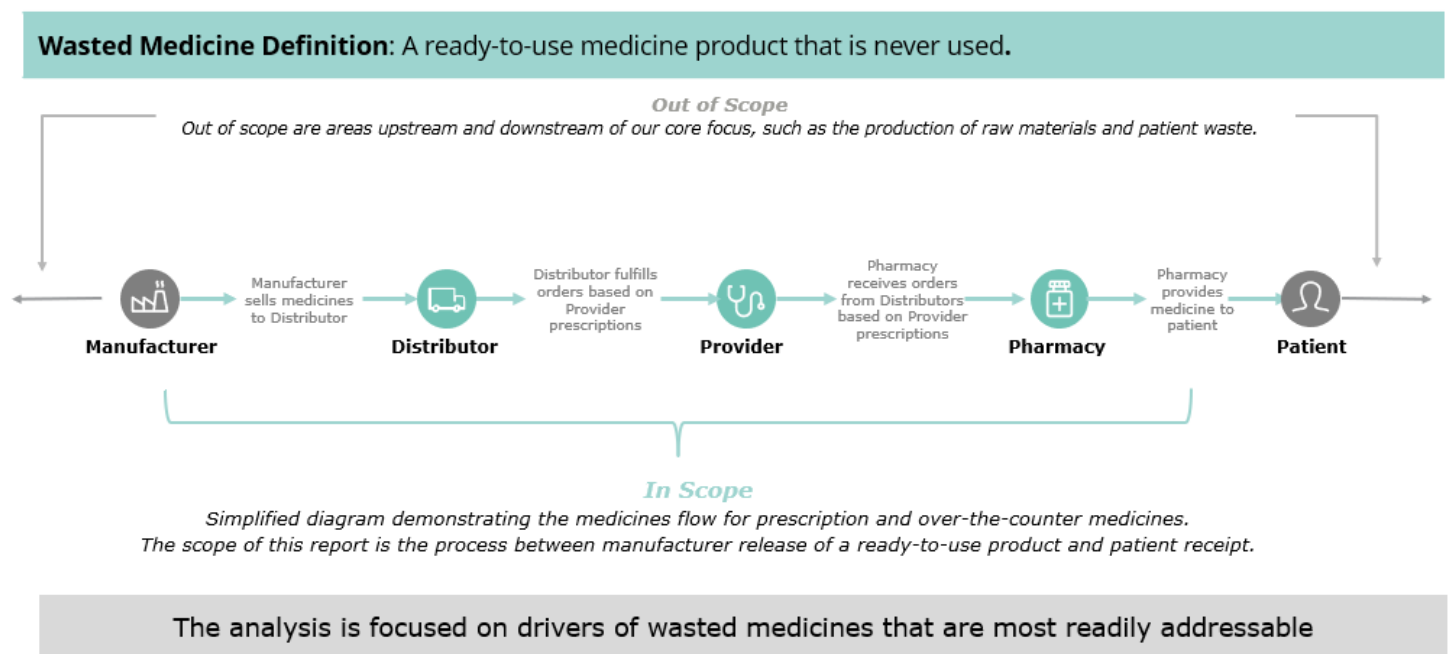 Wasted Medicine Definition: A ready-to-use medicine product that is never used.
Out of Scope
Out of scope are areas upstream and downstream of our core focus, such as the production of raw materials and patient waste.
Manufacturer
sells medicines
to Distributor
Distributor fulfills
orders based on
Provider
prescriptions
Pharmacy
receives orders
from Distributors
based on Provider
prescriptions
Pharmacy
provides
medicine to
patient
Manufacturer
Distributor
Provider
Pharmacy
Patient
In Scope
Simplified diagram demonstrating the medicines flow for prescription and over-the-counter medicines.
The scope of this report is the process between manufacturer release of a ready-to-use product and patient receipt.
The analysis is focused on drivers of wasted medicines that are most readily addressable